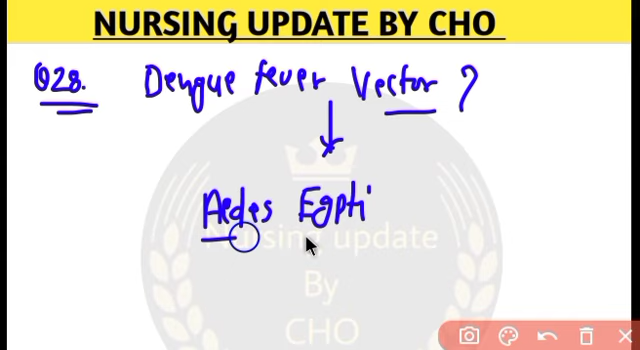 NURSING UPDATE BY CHO
Q28. Dengue fever Vector ?
Aedes Egpti
Nursing update
By
CHO